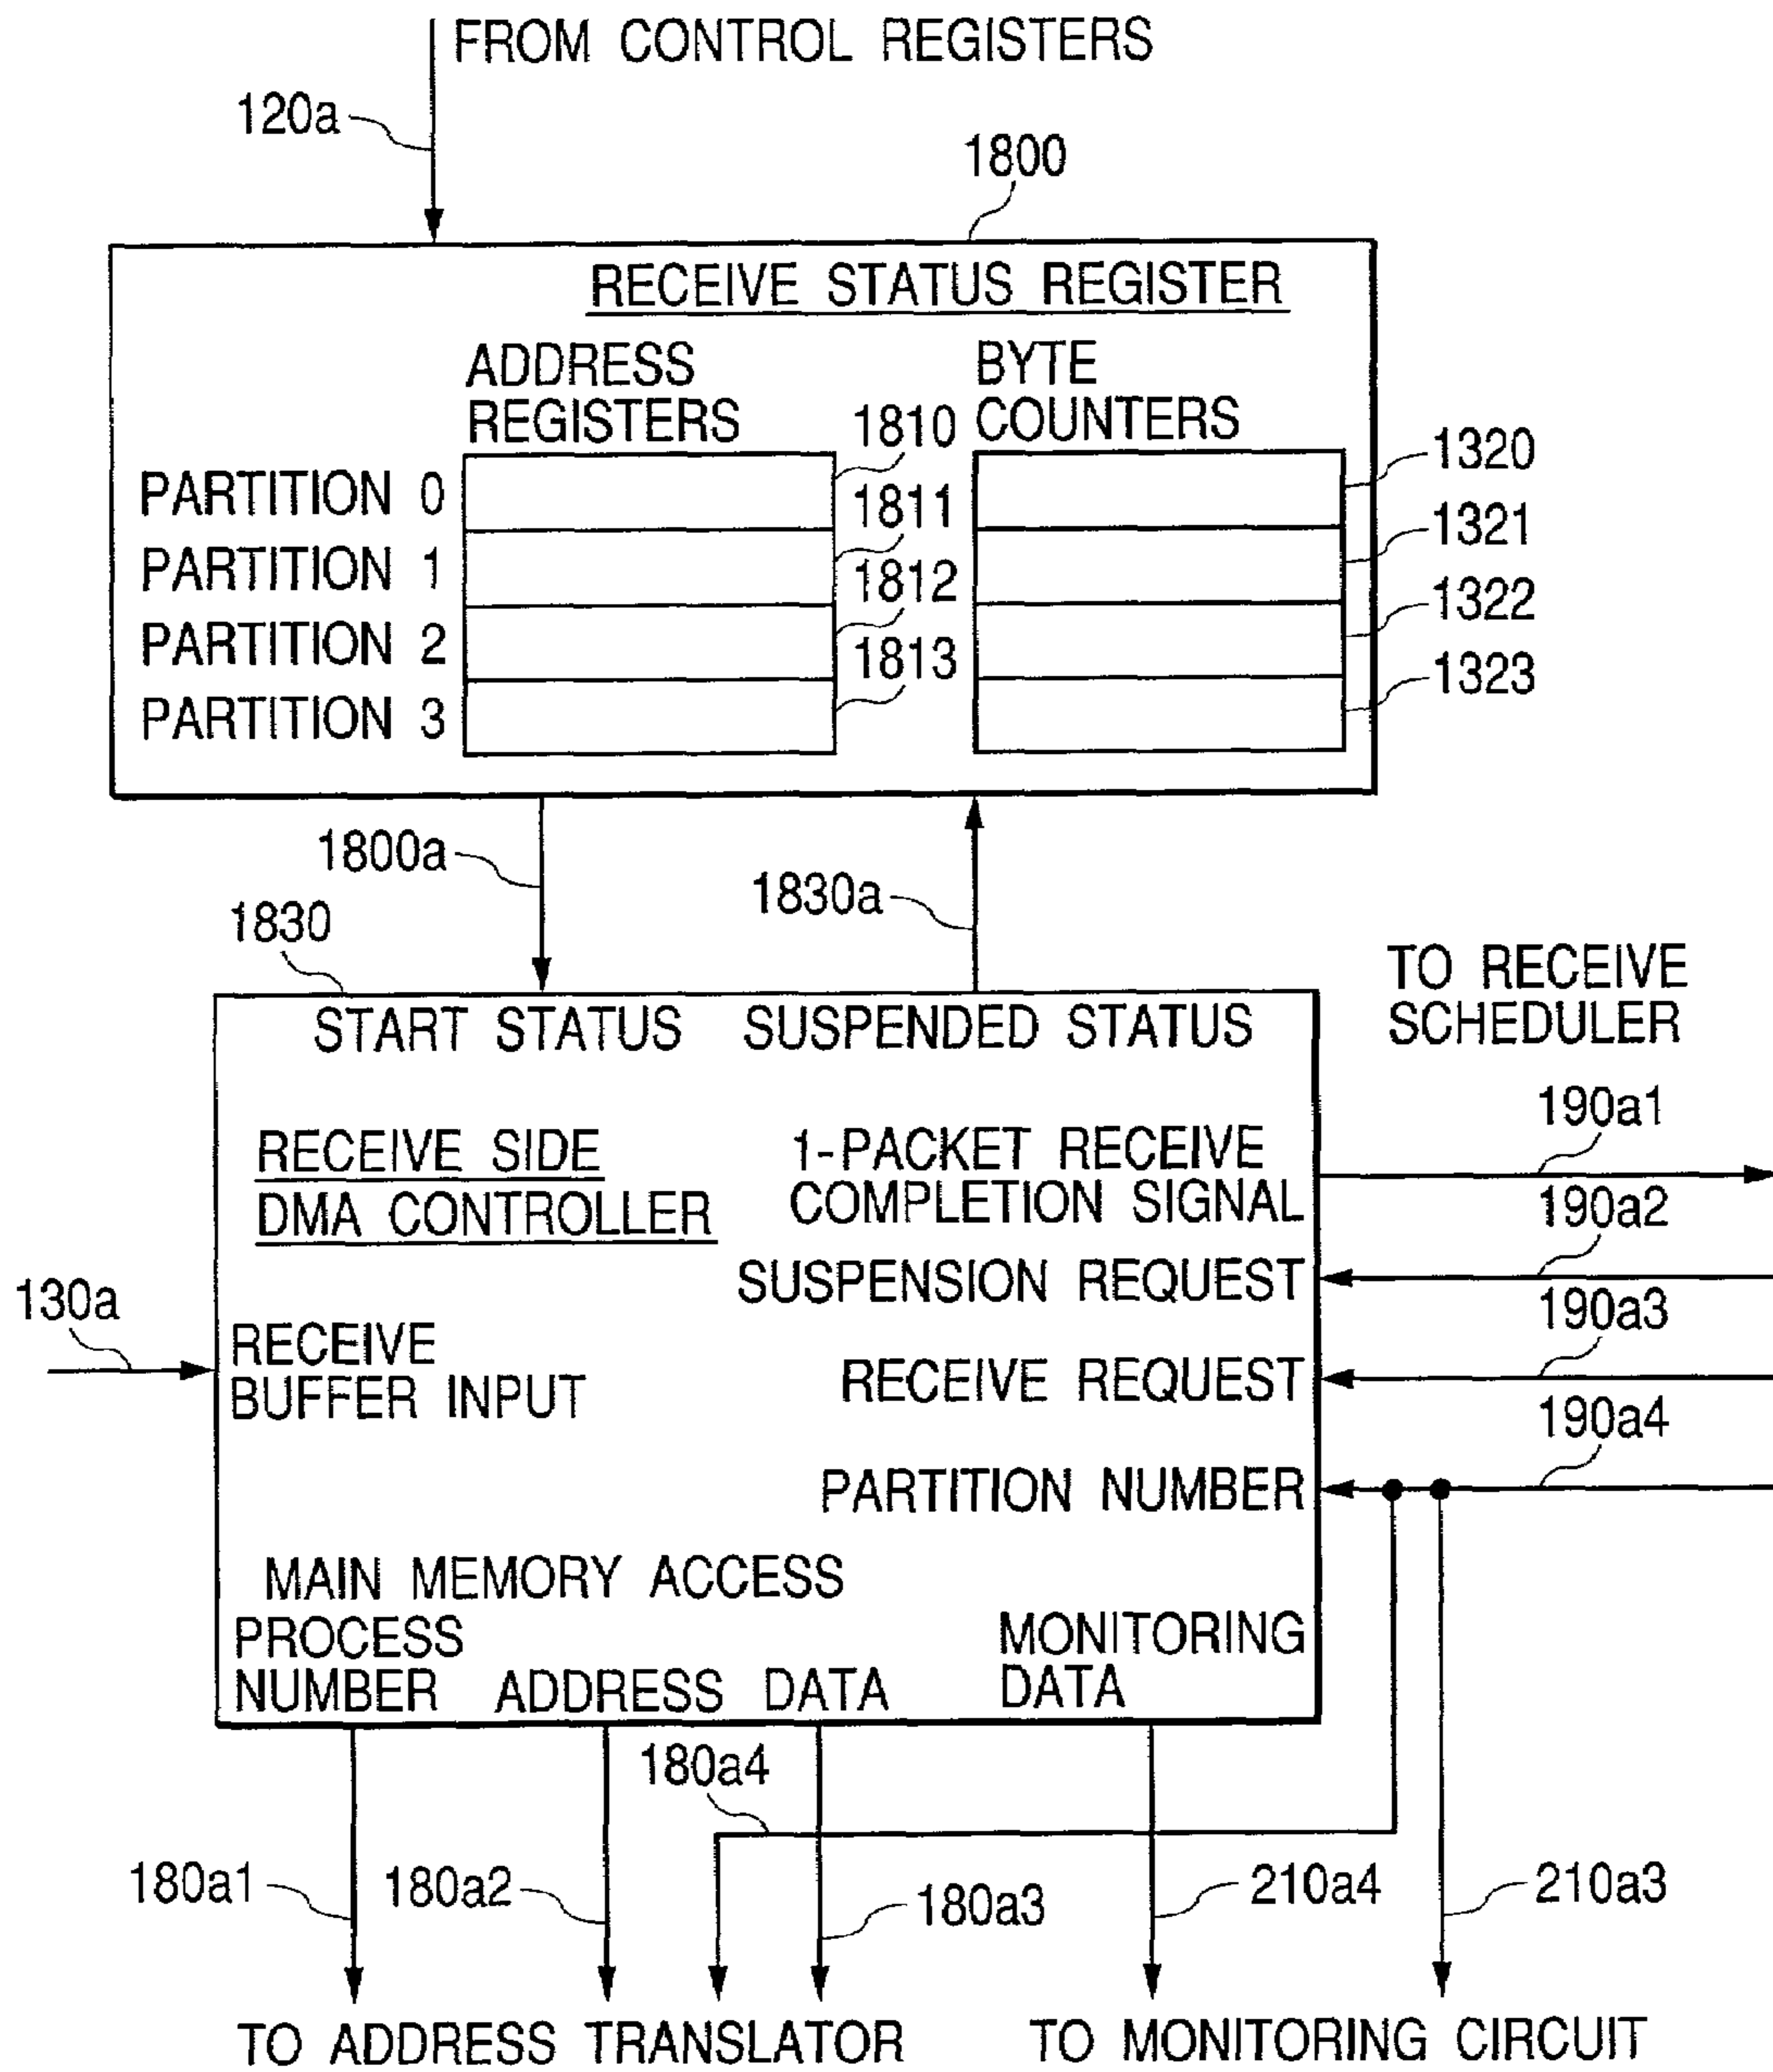 FROM CONTROL REGISTERS
120a
1800
RECEIVE STATUS REGISTER
ADDRESS
REGISTERS
BYTE
COUNTERS
PARTITION 0
1810
1320
PARTITION 1
1811
1321
PARTITION 2
1812
1322
PARTITION 3
1813
1323
1800a
1830a
1830
START STATUS
SUSPENDED STATUS
TO RECEIVE
SCHEDULER
RECEIVE SIDE
DMA CONTROLLER
1-PACKET RECEIVE
COMPLETION SIGNAL
190a1
190a2
SUSPENSION REQUEST
190a3
130a
RECEIVE
BUFFER INPUT
RECEIVE REQUEST
190a4
PARTITION NUMBER
MAIN MEMORY ACCESS
PROCESS
NUMBER
ADDRESS
DATA
MONITORING
DATA
180a4
180a1
180a2
180a3
210a4
210a3
TO ADDRESS TRANSLATOR
TO MONITORING CIRCUIT